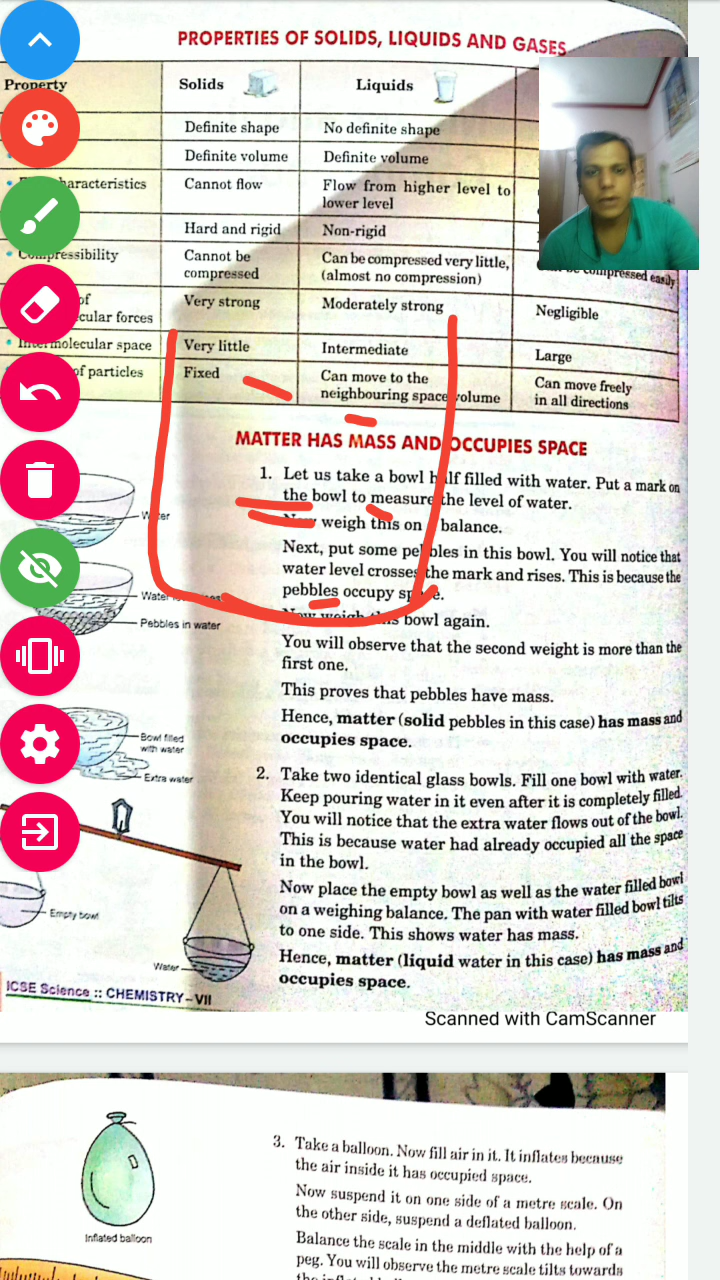 PROPERTIES OF SOLIDS, LIQUIDS AND GASES
Property Solids Liquids
Definite shape No definite shape
Definite volume Definite volume
characteristics Cannot flow Flow from higher level to
lower level
Hard and rigid Non-rigid
Compressibility Cannot be Can be compressed very little,
compressed (almost no compression) compressed easily
of Very strong Moderately strong Negligible
cular forces
Intermolecular space Very little Intermediate Large
of particles Fixed Can move to the Can move freely
neighbouring space volume in all directions
MATTER HAS MASS AND OCCUPIES SPACE
1. Let us take a bowl half filled with water. Put a mark on
the bowl to measure the level of water.
Now weigh this on balance.
Next, put some pebbles in this bowl. You will notice that
water level crosses the mark and rises. This is because the
pebbles occupy space.
Now weigh this bowl again.
You will observe that the second weight is more than the
first one.
This proves that pebbles have mass.
Hence, matter (solid pebbles in this case) has mass and
occupies space.
Water
Water
Pebbles in water
Bowl filled
with water
Extra water
Empty bowl
Water
2. Take two identical glass bowls. Fill one bowl with water.
Keep pouring water in it even after it is completely filled.
You will notice that the extra water flows out of the bowl.
This is because water had already occupied all the space
in the bowl.
Now place the empty bowl as well as the water filled bowl
on a weighing balance. The pan with water filled bowl tilts
to one side. This shows water has mass.
Hence, matter (liquid water in this case) has mass and
occupies space.
ICSE Science :: CHEMISTRY–VII
Scanned with CamScanner
3. Take a balloon. Now fill air in it. It inflates because
the air inside it has occupied space.
Now suspend it on one side of a metre scale. On
the other side, suspend a deflated balloon.
Balance the scale in the middle with the help of a
peg. You will observe the metre scale tilts towards
Inflated balloon